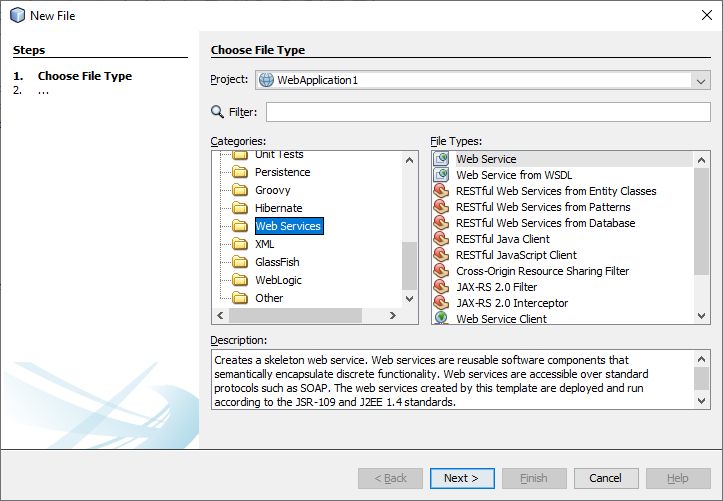 New File
Steps
1. Choose File Type
2. ...
Choose File Type
Project: WebApplication1
Filter:
Categories:
Unit Tests
Persistence
Groovy
Hibernate
Web Services
XML
GlassFish
WebLogic
Other
File Types:
Web Service
Web Service from WSDL
RESTful Web Services from Entity Classes
RESTful Web Services from Patterns
RESTful Web Services from Database
RESTful Java Client
RESTful JavaScript Client
Cross-Origin Resource Sharing Filter
JAX-RS 2.0 Filter
JAX-RS 2.0 Interceptor
Web Service Client
Description:
Creates a skeleton web service. Web services are reusable software components that
semantically encapsulate discrete functionality. Web services are accessible over standard
protocols such as SOAP. The web services created by this template are deployed and run
according to the JSR-109 and J2EE 1.4 standards.
< Back
Next >
Finish
Cancel
Help